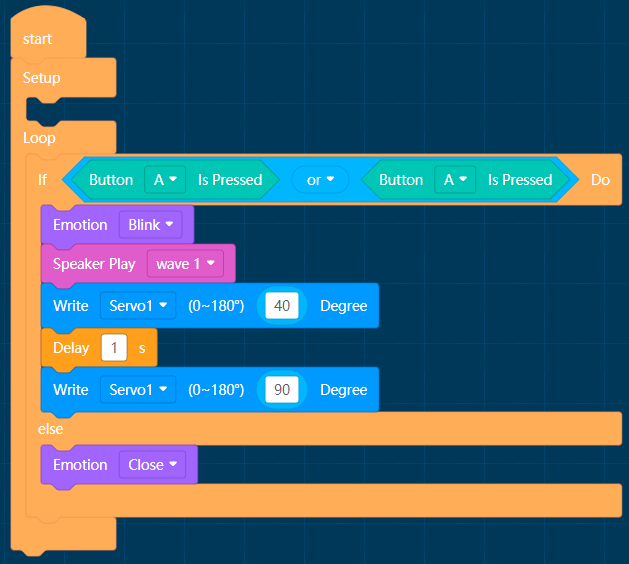 start
Setup
Loop
If Button A Is Pressed or Button A Is Pressed Do
Emotion Blink
Speaker Play wave 1
Write Servo1 (0~180°) 40 Degree
Delay 1 s
Write Servo1 (0~180°) 90 Degree
else
Emotion Close